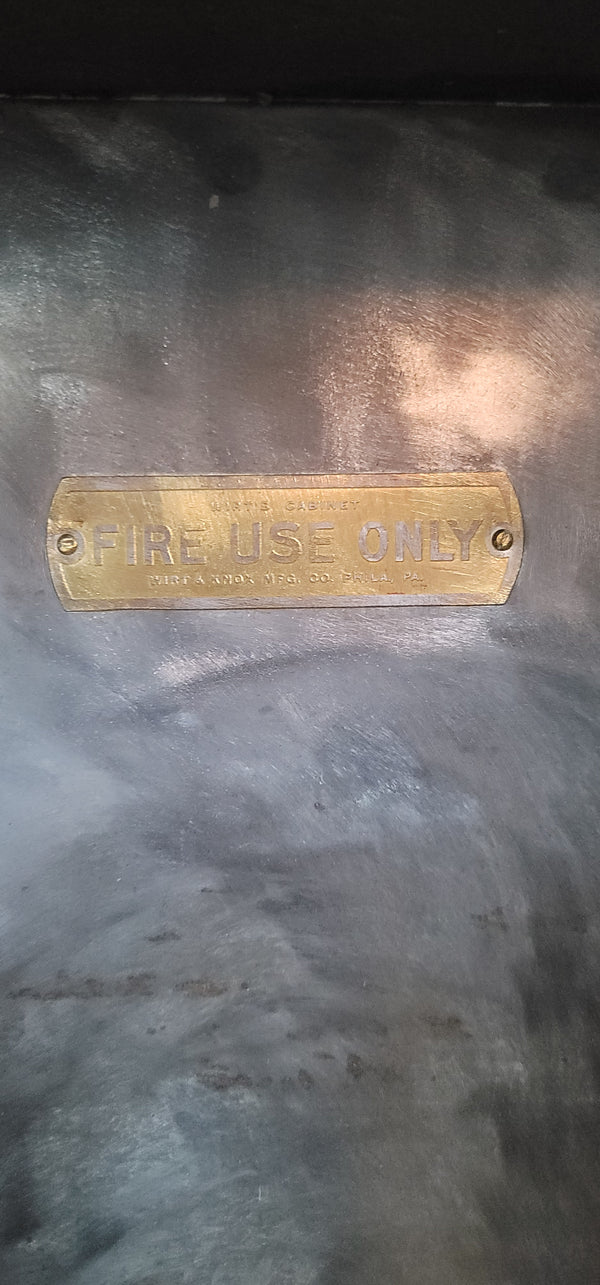 WIRT'S CABINET
FIRE USE ONLY
WIRT & KNOX MFG. CO. PHILA. PA.